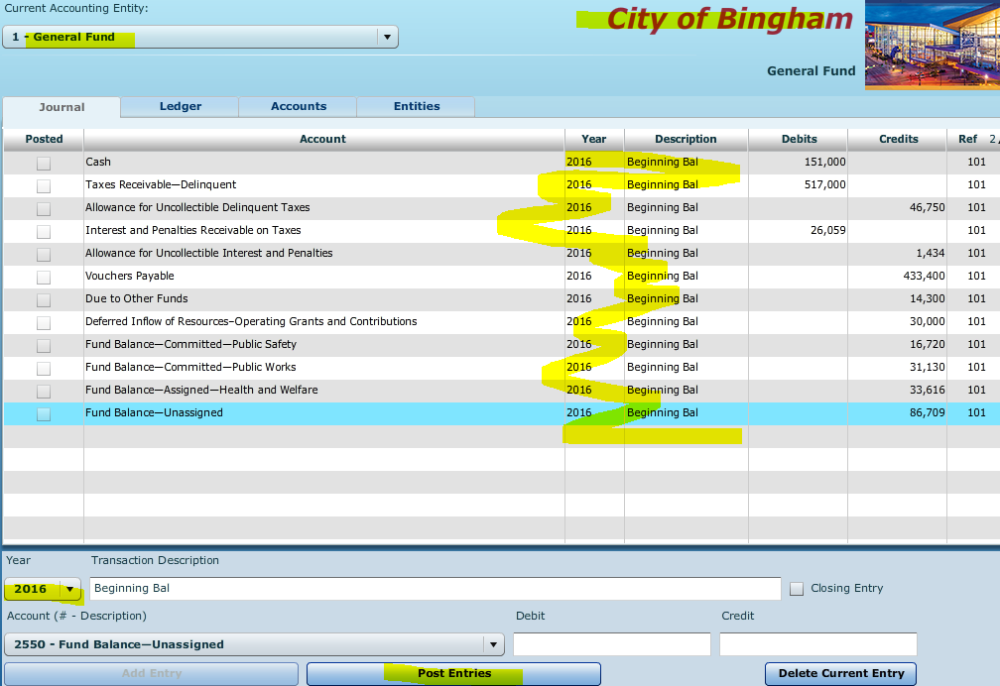 Current Accounting Entity:
City of Bingham
1 - General Fund
General Fund
Journal Ledger Accounts Entities
Posted Account Year Description Debits Credits Ref
Cash 2016 Beginning Bal 151,000 101
Taxes Receivable—Delinquent 2016 Beginning Bal 517,000 101
Allowance for Uncollectible Delinquent Taxes 2016 Beginning Bal 46,750 101
Interest and Penalties Receivable on Taxes 2016 Beginning Bal 26,059 101
Allowance for Uncollectible Interest and Penalties 2016 Beginning Bal 1,434 101
Vouchers Payable 2016 Beginning Bal 433,400 101
Due to Other Funds 2016 Beginning Bal 14,300 101
Deferred Inflow of Resources–Operating Grants and Contributions 2016 Beginning Bal 30,000 101
Fund Balance—Committed—Public Safety 2016 Beginning Bal 16,720 101
Fund Balance—Committed—Public Works 2016 Beginning Bal 31,130 101
Fund Balance—Assigned—Health and Welfare 2016 Beginning Bal 33,616 101
Fund Balance—Unassigned 2016 Beginning Bal 86,709 101
Year Transaction Description
2016 Beginning Bal Closing Entry
Account (# - Description) Debit Credit
2550 - Fund Balance—Unassigned
Add Entry Post Entries Delete Current Entry